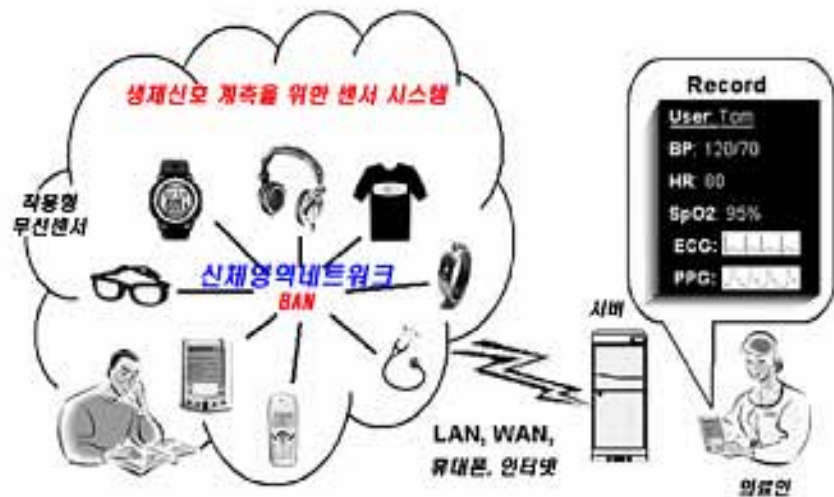 생체신호 계측을 위한 센서 시스템
착용형
무선센서
신체영역네트워크
BAN
LAN, WAN,
휴대폰, 인터넷
서버
Record
User Tom
BP: 120/70
HR: 80
SpO2: 95%
ECG:
PPG:
의료인